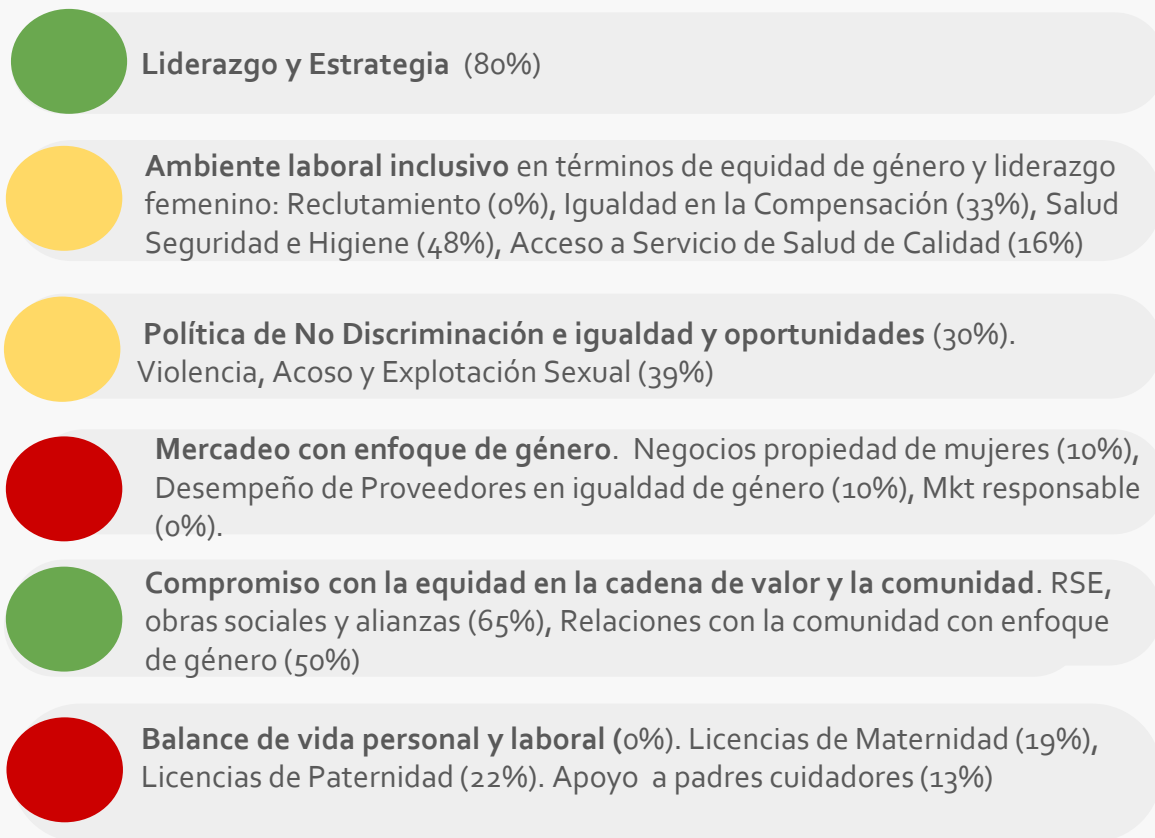 Liderazgo y Estrategia (80%)
Ambiente laboral inclusivo en términos de equidad de género y liderazgo
femenino: Reclutamiento (0%), Igualdad en la Compensación (33%), Salud
Seguridad e Higiene (48%), Acceso a Servicio de Salud de Calidad (16%)
Política de No Discriminación e igualdad y oportunidades (30%).
Violencia, Acoso y Explotación Sexual (39%)
Mercadeo con enfoque de género. Negocios propiedad de mujeres (10%),
Desempeño de Proveedores en igualdad de género (10%), Mkt responsable
(0%).
Compromiso con la equidad en la cadena de valor y la comunidad. RSE,
obras sociales y alianzas (65%), Relaciones con la comunidad con enfoque
de género (50%)
Balance de vida personal y laboral (0%). Licencias de Maternidad (19%),
Licencias de Paternidad (22%). Apoyo a padres cuidadores (13%)